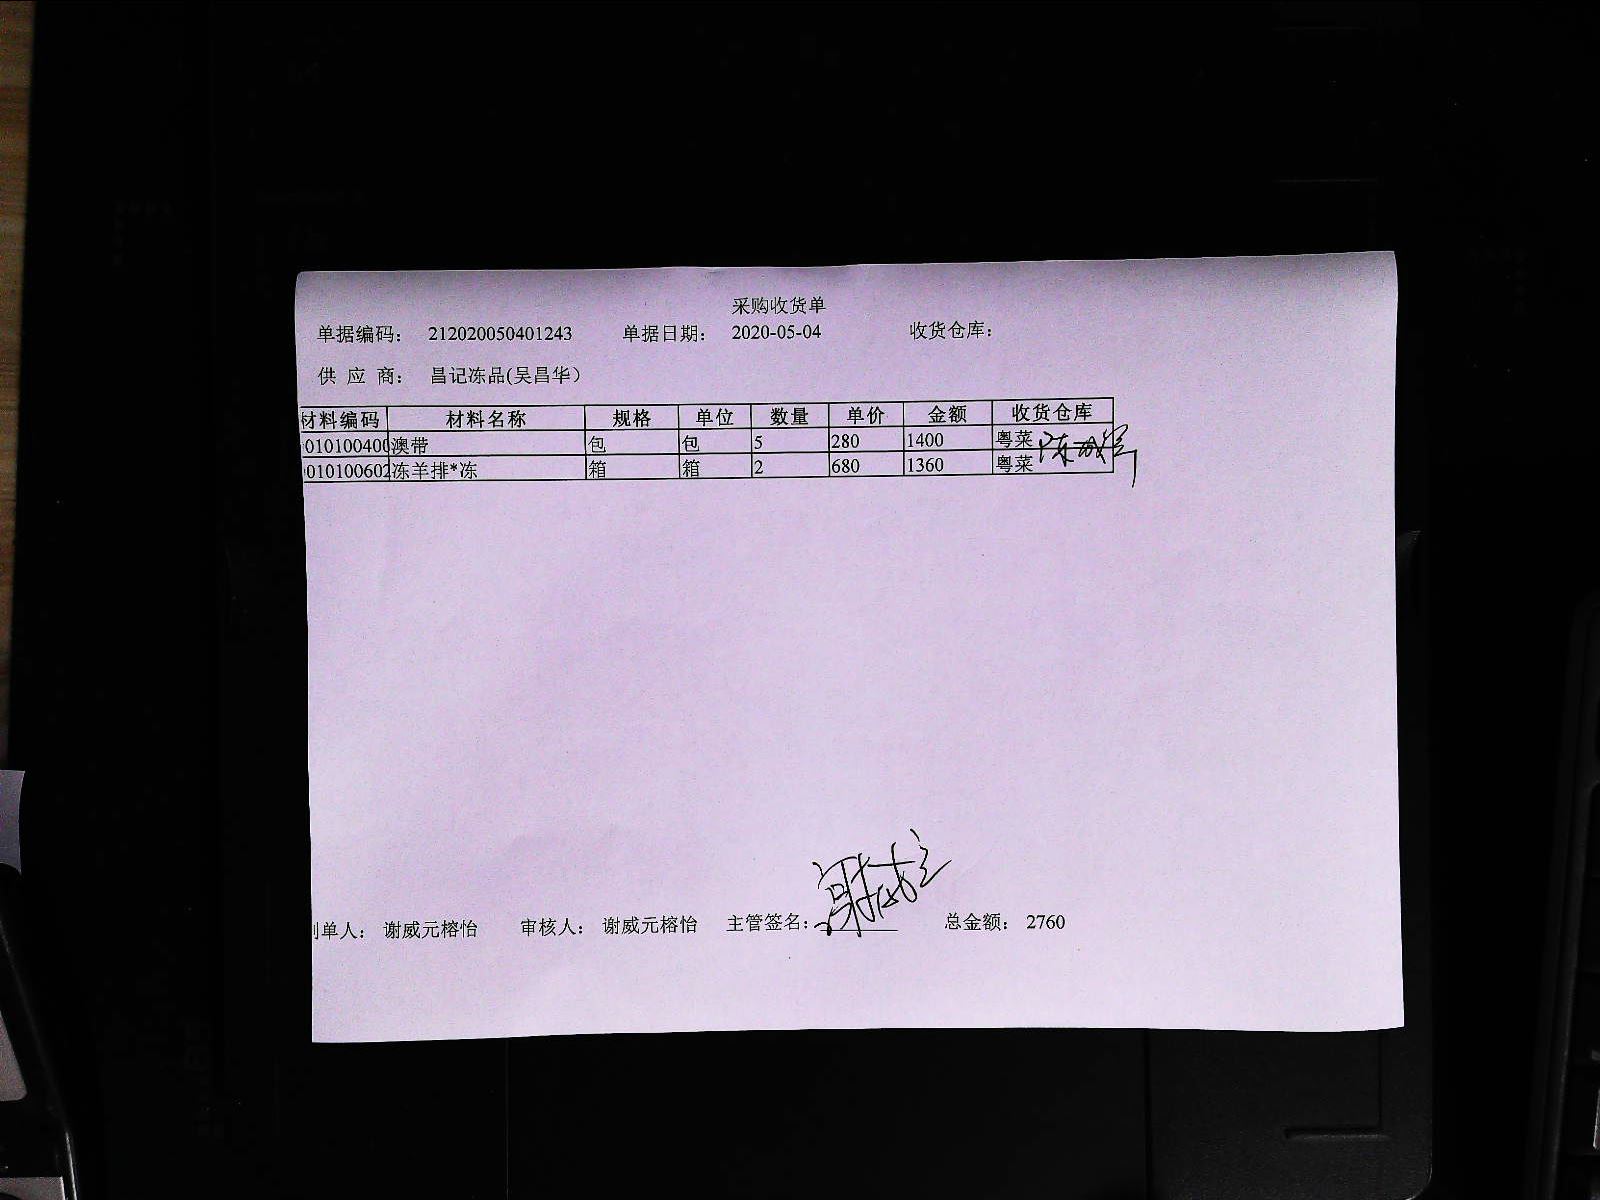 采购收货单
单据编码： 212020050401243 单据日期： 2020-05-04 收货仓库：
供 应 商： 昌记冻品(吴昌华）
材料编码 材料名称 规格 单位 数量 单价 金额 收货仓库
010100400 澳带 包 包 5 280 1400 粤菜
010100602 冻羊排*冻 箱 箱 2 680 1360 粤菜
制单人： 谢威元榕怡 审核人： 谢威元榕怡 主管签名： 总金额： 2760